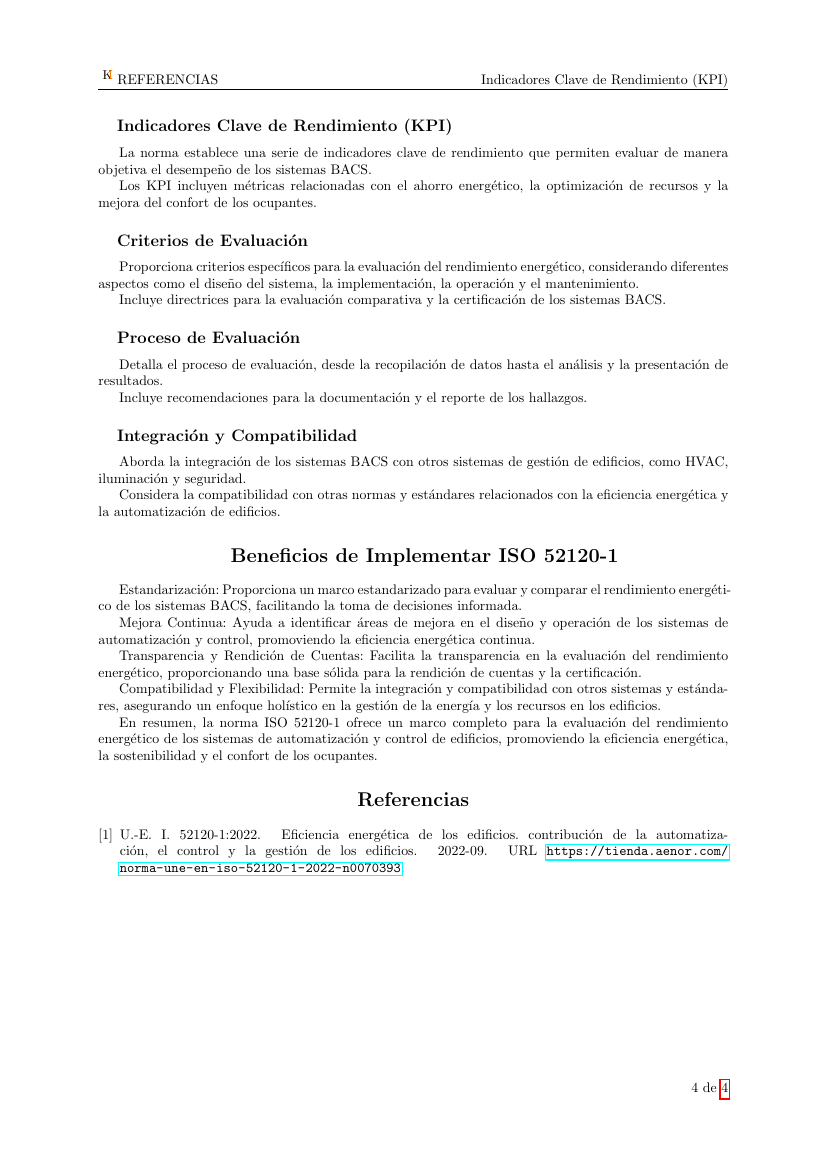 K REFERENCIAS Indicadores Clave de Rendimiento (KPI)
Indicadores Clave de Rendimiento (KPI)
La norma establece una serie de indicadores clave de rendimiento que permiten evaluar de manera
objetiva el desempeño de los sistemas BACS.
Los KPI incluyen métricas relacionadas con el ahorro energético, la optimización de recursos y la
mejora del confort de los ocupantes.
Criterios de Evaluación
Proporciona criterios específicos para la evaluación del rendimiento energético, considerando diferentes
aspectos como el diseño del sistema, la implementación, la operación y el mantenimiento.
Incluye directrices para la evaluación comparativa y la certificación de los sistemas BACS.
Proceso de Evaluación
Detalla el proceso de evaluación, desde la recopilación de datos hasta el análisis y la presentación de
resultados.
Incluye recomendaciones para la documentación y el reporte de los hallazgos.
Integración y Compatibilidad
Aborda la integración de los sistemas BACS con otros sistemas de gestión de edificios, como HVAC,
iluminación y seguridad.
Considera la compatibilidad con otras normas y estándares relacionados con la eficiencia energética y
la automatización de edificios.
Beneficios de Implementar ISO 52120-1
Estandarización: Proporciona un marco estandarizado para evaluar y comparar el rendimiento energéti-
co de los sistemas BACS, facilitando la toma de decisiones informada.
Mejora Continua: Ayuda a identificar áreas de mejora en el diseño y operación de los sistemas de
automatización y control, promoviendo la eficiencia energética continua.
Transparencia y Rendición de Cuentas: Facilita la transparencia en la evaluación del rendimiento
energético, proporcionando una base sólida para la rendición de cuentas y la certificación.
Compatibilidad y Flexibilidad: Permite la integración y compatibilidad con otros sistemas y estánda-
res, asegurando un enfoque holístico en la gestión de la energía y los recursos en los edificios.
En resumen, la norma ISO 52120-1 ofrece un marco completo para la evaluación del rendimiento
energético de los sistemas de automatización y control de edificios, promoviendo la eficiencia energética,
la sostenibilidad y el confort de los ocupantes.
Referencias
[1] U.-E. I. 52120-1:2022. Eficiencia energética de los edificios. contribución de la automatiza-
ción, el control y la gestión de los edificios. 2022-09. URL https://tienda.aenor.com/
norma-une-en-iso-52120-1-2022-n0070393
4 de 4